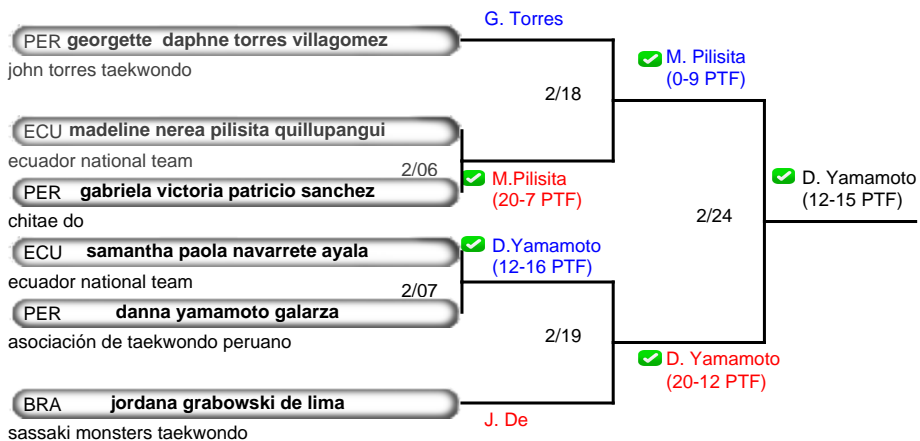 G. Torres
PER georgette daphne torres villagomez
john torres taekwondo
M. Pilisita
(0-9 PTF)
2/18
ECU madeline nerea pilisita quillupangui
ecuador national team
2/06
M.Pilisita
(20-7 PTF)
PER gabriela victoria patricio sanchez
chitae do
D. Yamamoto
(12-15 PTF)
2/24
ECU samantha paola navarrete ayala
ecuador national team
D.Yamamoto
(12-16 PTF)
2/07
PER danna yamamoto galarza
asociación de taekwondo peruano
2/19
D. Yamamoto
(20-12 PTF)
BRA jordana grabowski de lima
sassaki monsters taekwondo
J. De